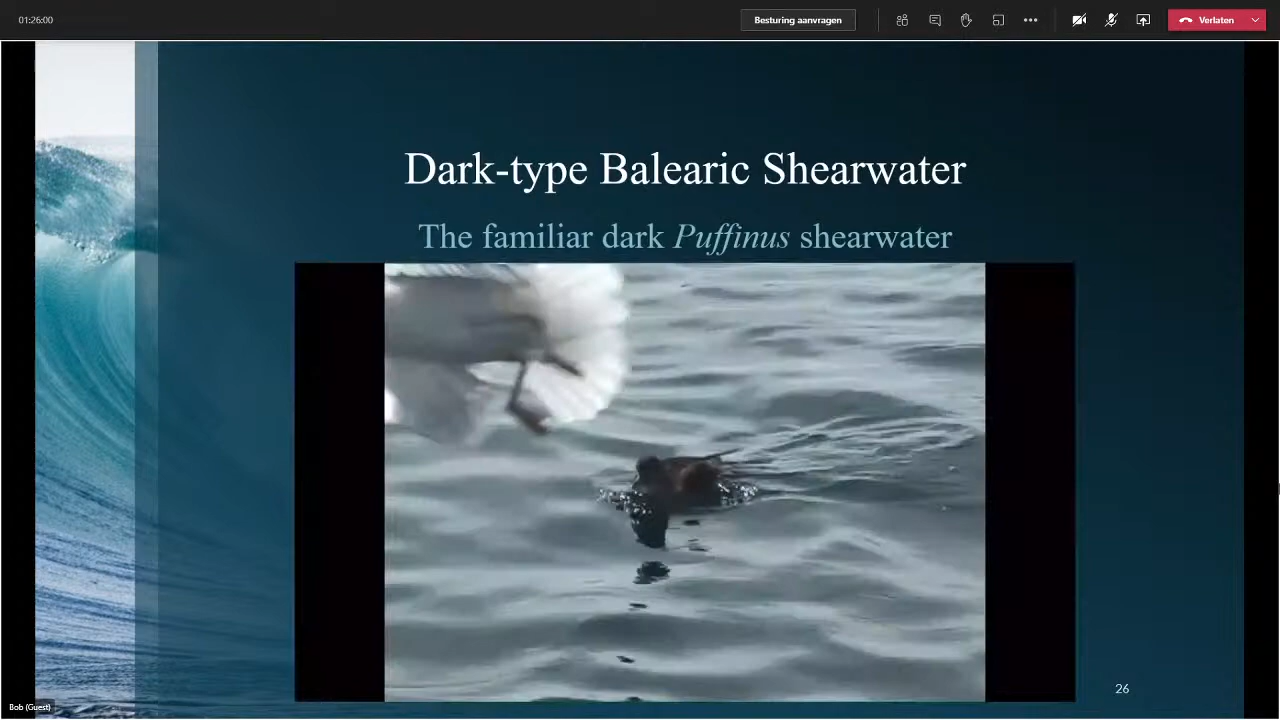 01:26:00
Besturing aanvragen
Verlaten
Dark-type Balearic Shearwater
The familiar dark Puffinus shearwater
26
Bob (Guest)